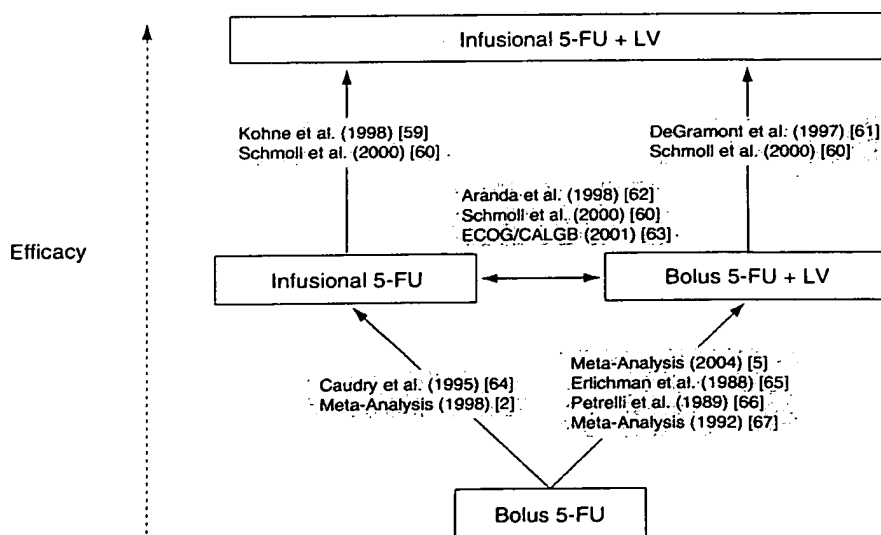 Infusional 5-FU + LV
Kohne et al. (1998) [59]
Schmoll et al. (2000) [60]
DeGramont et al. (1997) [61]
Schmoll et al. (2000) [60]
Aranda et al. (1998) [62]
Schmoll et al. (2000) [60]
ECOG/CALGB (2001) [63]
Efficacy
Infusional 5-FU
Bolus 5-FU + LV
Caudry et al. (1995) [64]
Meta-Analysis (1998) [2]
Meta-Analysis (2004) [5]
Erlichman et al. (1988) [65]
Petrelli et al. (1989) [66]
Meta-Analysis (1992) [67]
Bolus 5-FU